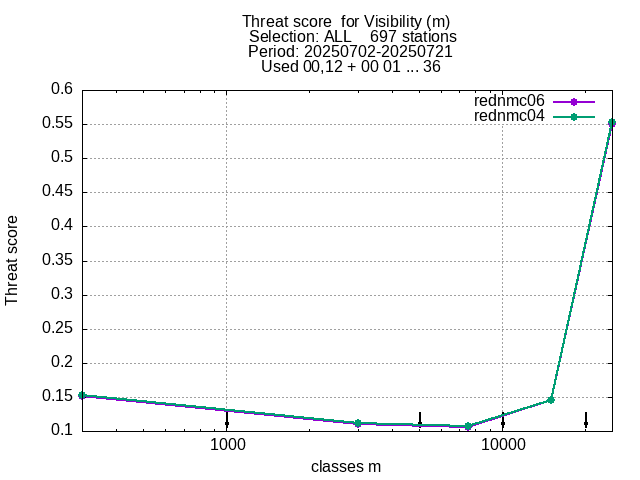 Threat score  for Visibility (m)
Selection: ALL    697 stations
Period: 20250702-20250721
Used 00,12 + 00 01 ... 36
rednmc06
rednmc04
0.6
0.55
0.5
0.45
0.4
0.35
0.3
0.25
0.2
0.15
0.1
Threat score
1000
10000
classes m